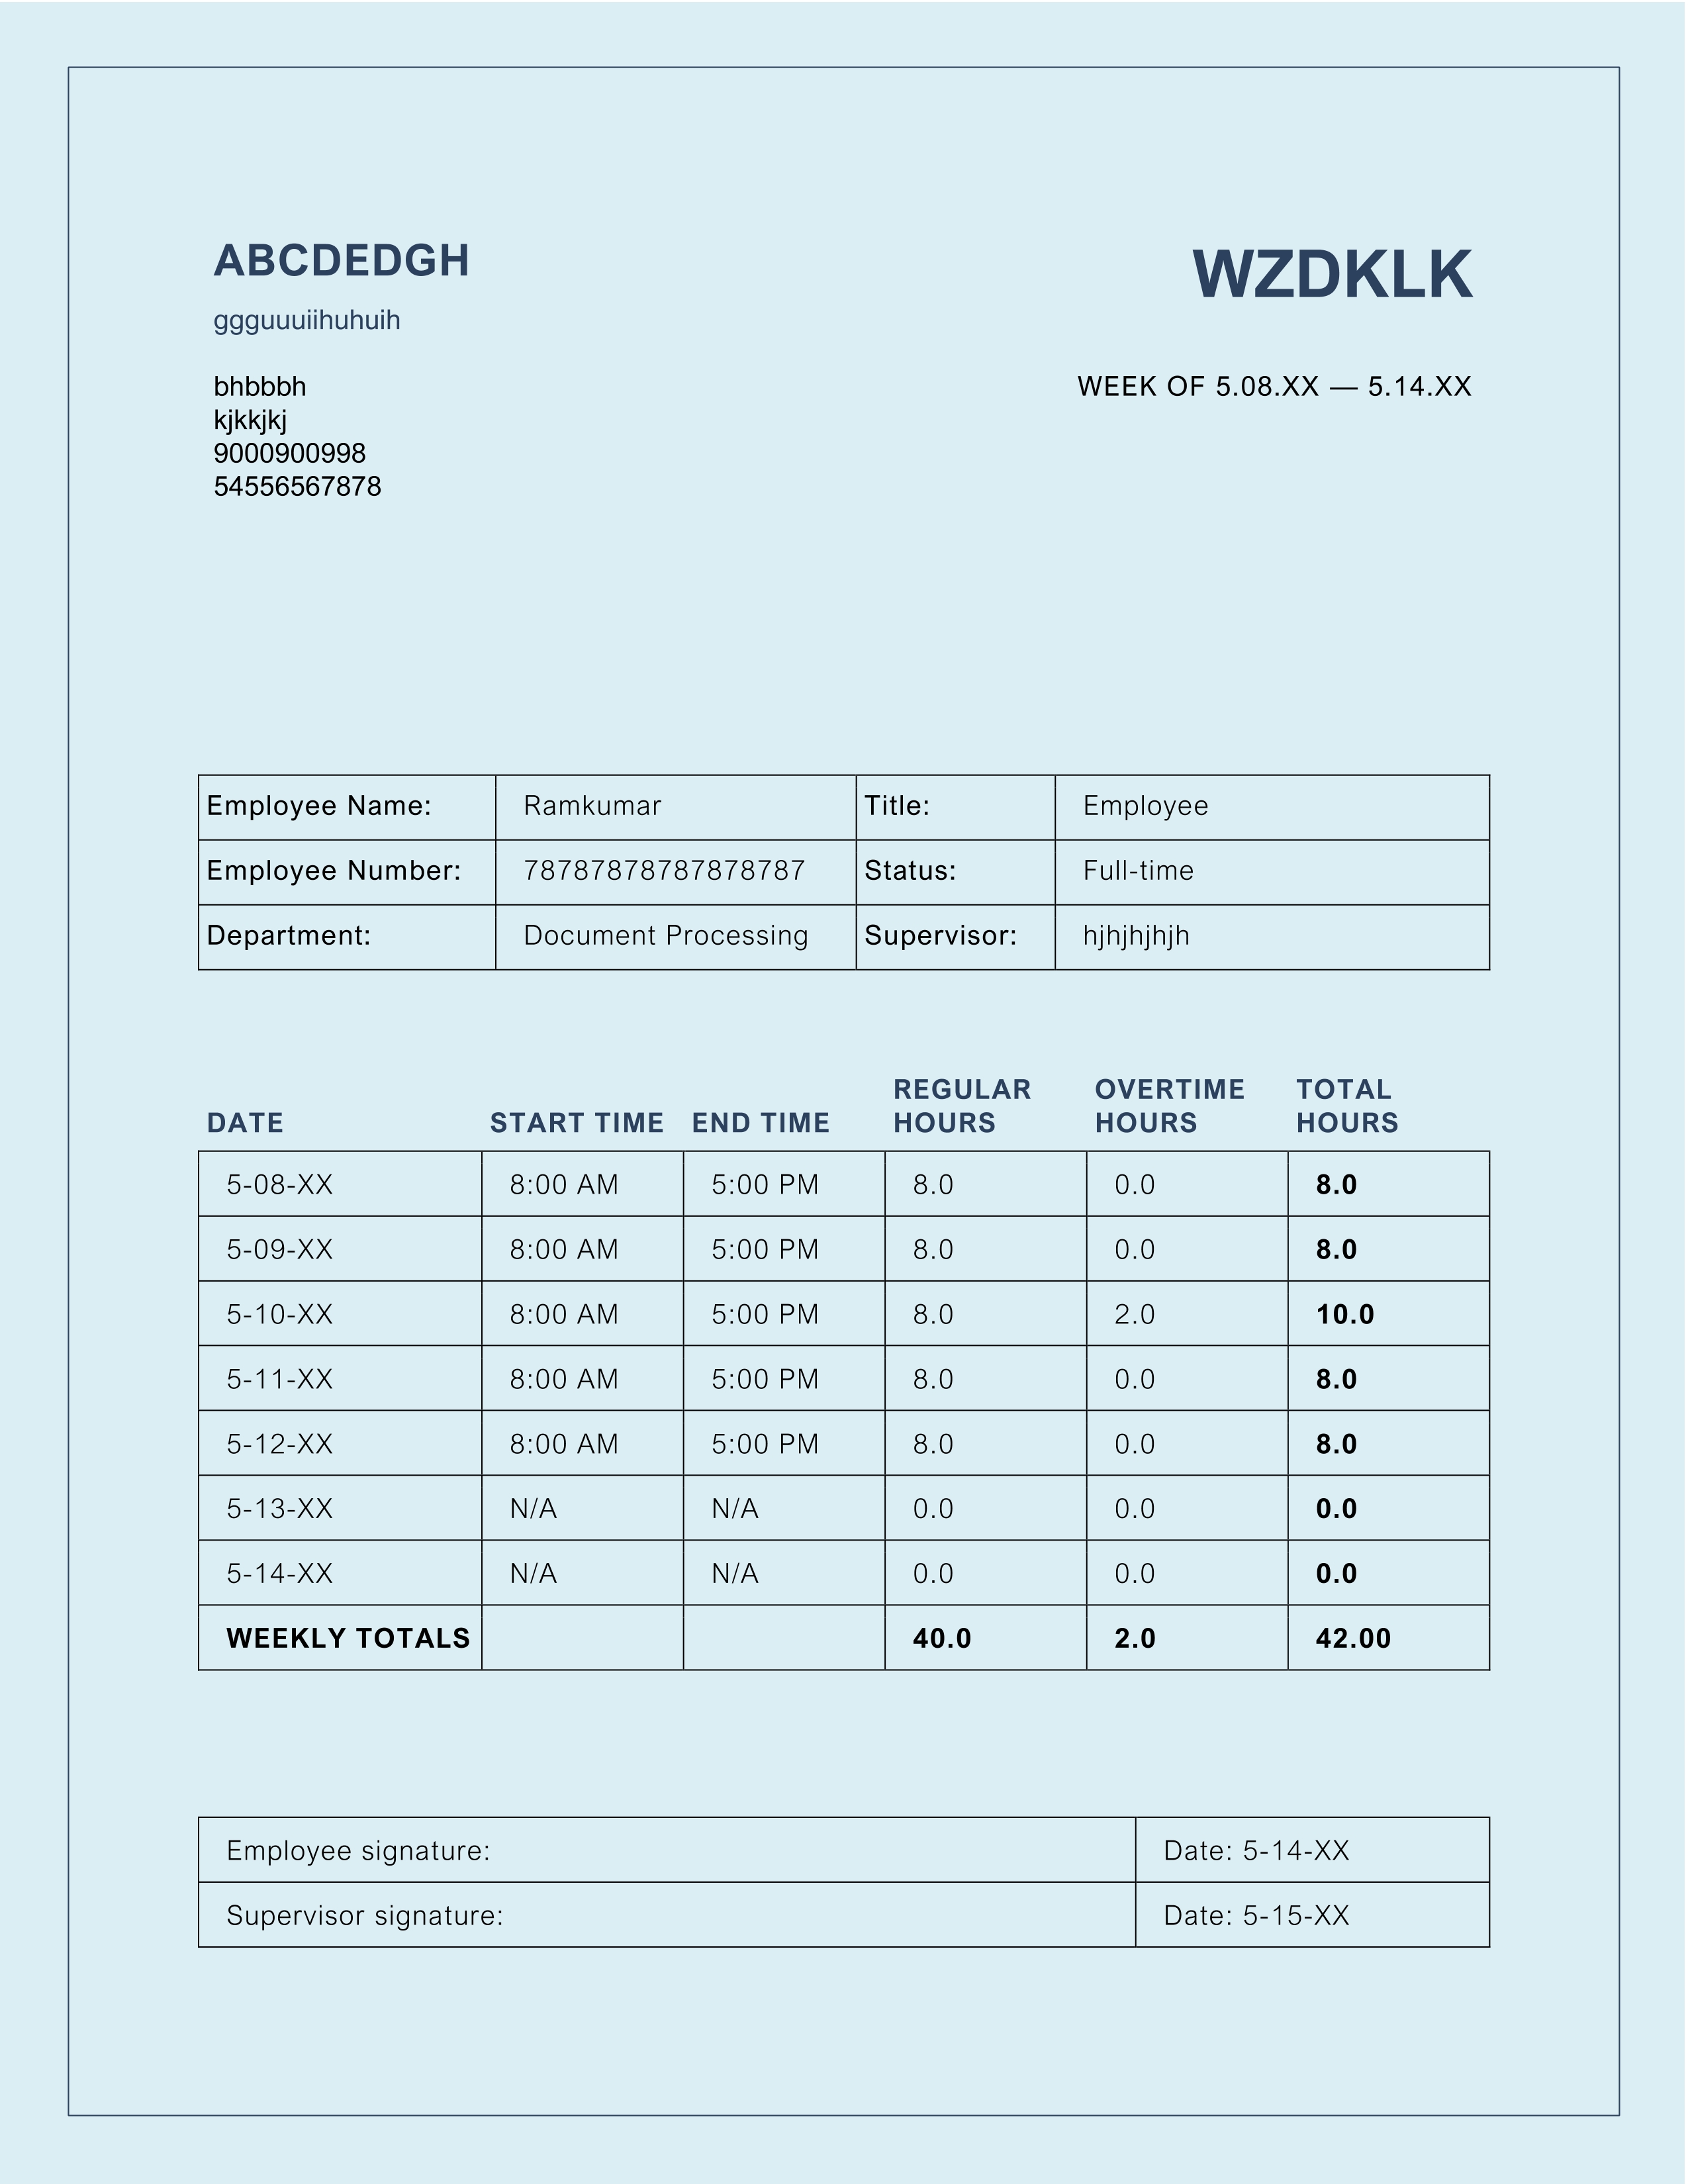 ABCDEDGH
WZDKLK
ggguuuiihuhuih
bhbbbh
WEEK OF 5.08.XX — 5.14.XX
kjkkjkj
9000900998
54556567878
Employee Name: Ramkumar Title: Employee
Employee Number: 78787878787878787 Status: Full-time
Department: Document Processing Supervisor: hjhjhjhjh
DATE START TIME END TIME REGULAR HOURS OVERTIME HOURS TOTAL HOURS
5-08-XX 8:00 AM 5:00 PM 8.0 0.0 8.0
5-09-XX 8:00 AM 5:00 PM 8.0 0.0 8.0
5-10-XX 8:00 AM 5:00 PM 8.0 2.0 10.0
5-11-XX 8:00 AM 5:00 PM 8.0 0.0 8.0
5-12-XX 8:00 AM 5:00 PM 8.0 0.0 8.0
5-13-XX N/A N/A 0.0 0.0 0.0
5-14-XX N/A N/A 0.0 0.0 0.0
WEEKLY TOTALS 40.0 2.0 42.00
Employee signature: Date: 5-14-XX
Supervisor signature: Date: 5-15-XX